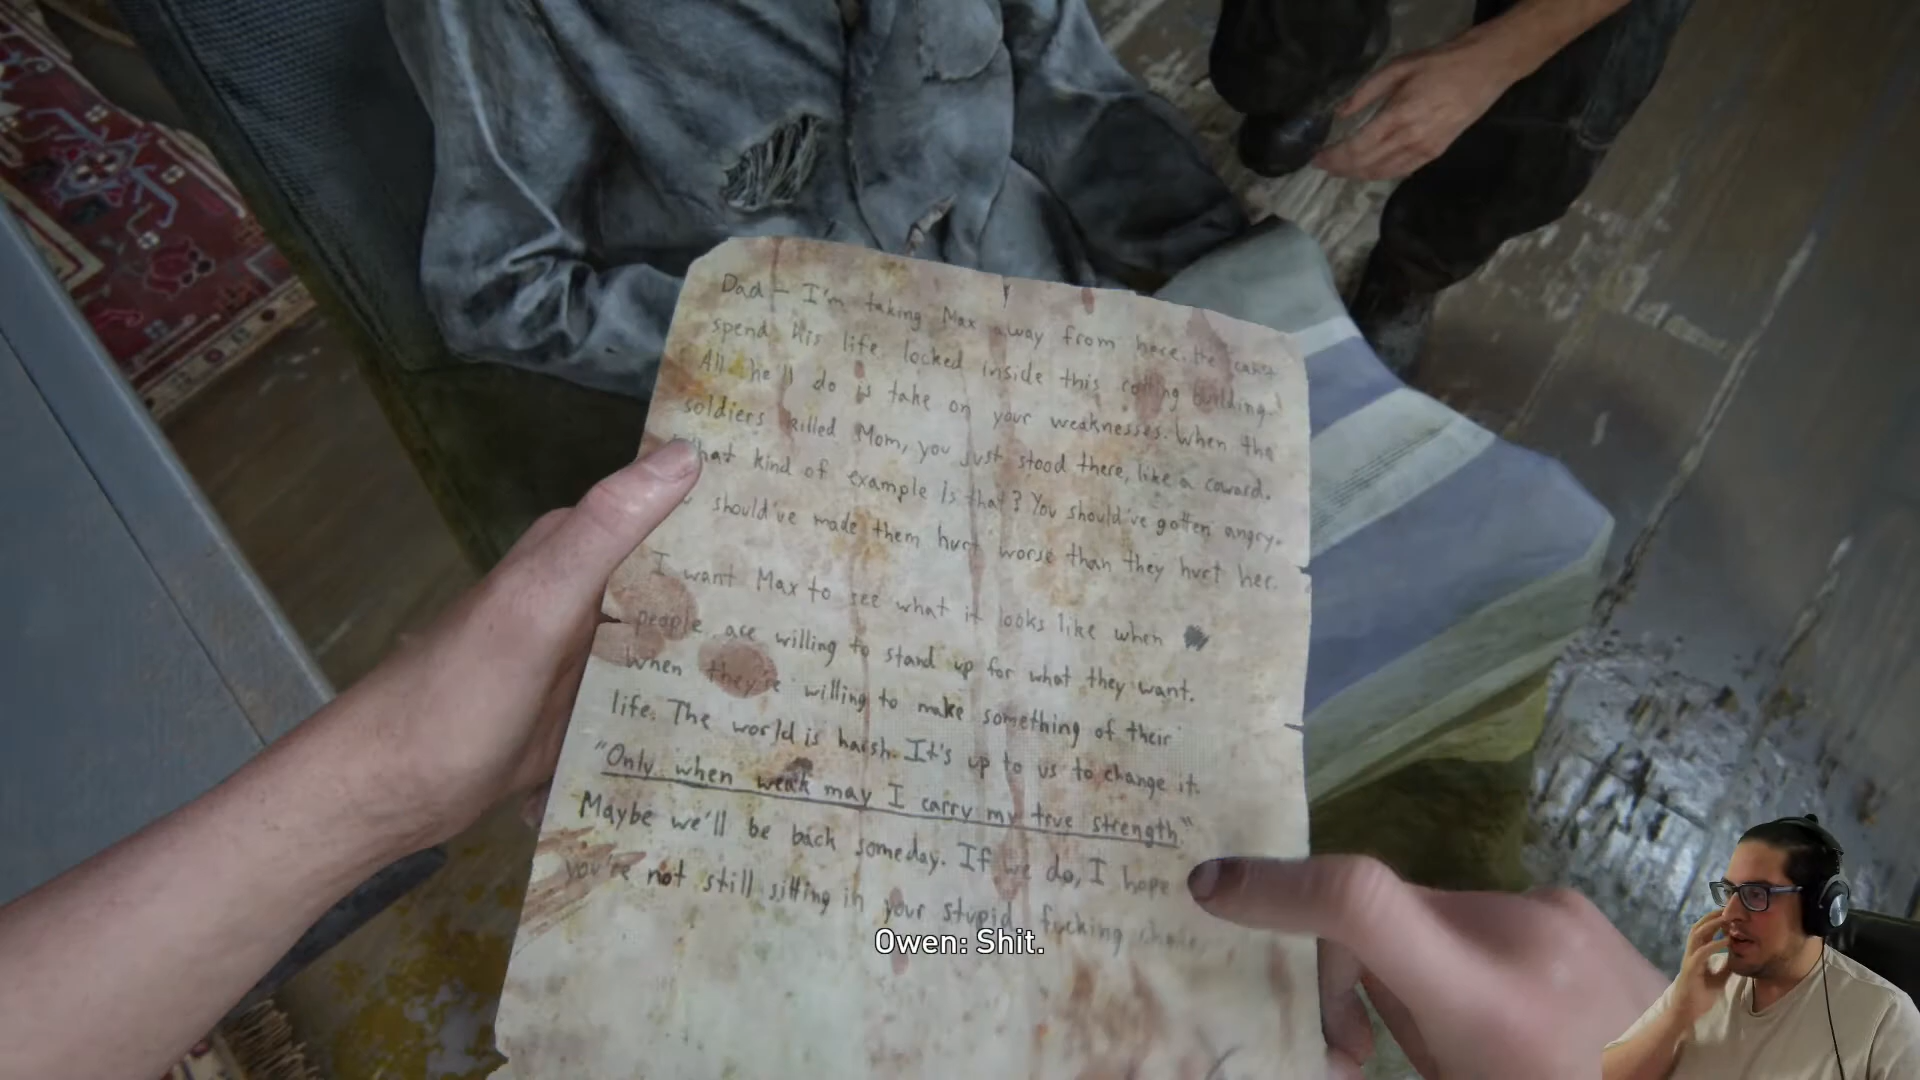 Dad - I'm taking Max away from here. He can't
spend his life locked inside this rotting building.
All he'll do is take on your weaknesses. When the
soldiers killed Mom, you just stood there, like a coward.
What kind of example is that? You should've gotten angry.
should've made them hurt worse than they hurt her.
I want Max to see what it looks like when
people are willing to stand up for what they want.
When they're willing to make something of their
life. The world is harsh. It's up to us to change it.
"Only when weak may I carry my true strength"
Maybe we'll be back someday. If we do, I hope
you're not still sitting in your stupid fucking chair
Owen: Shit.